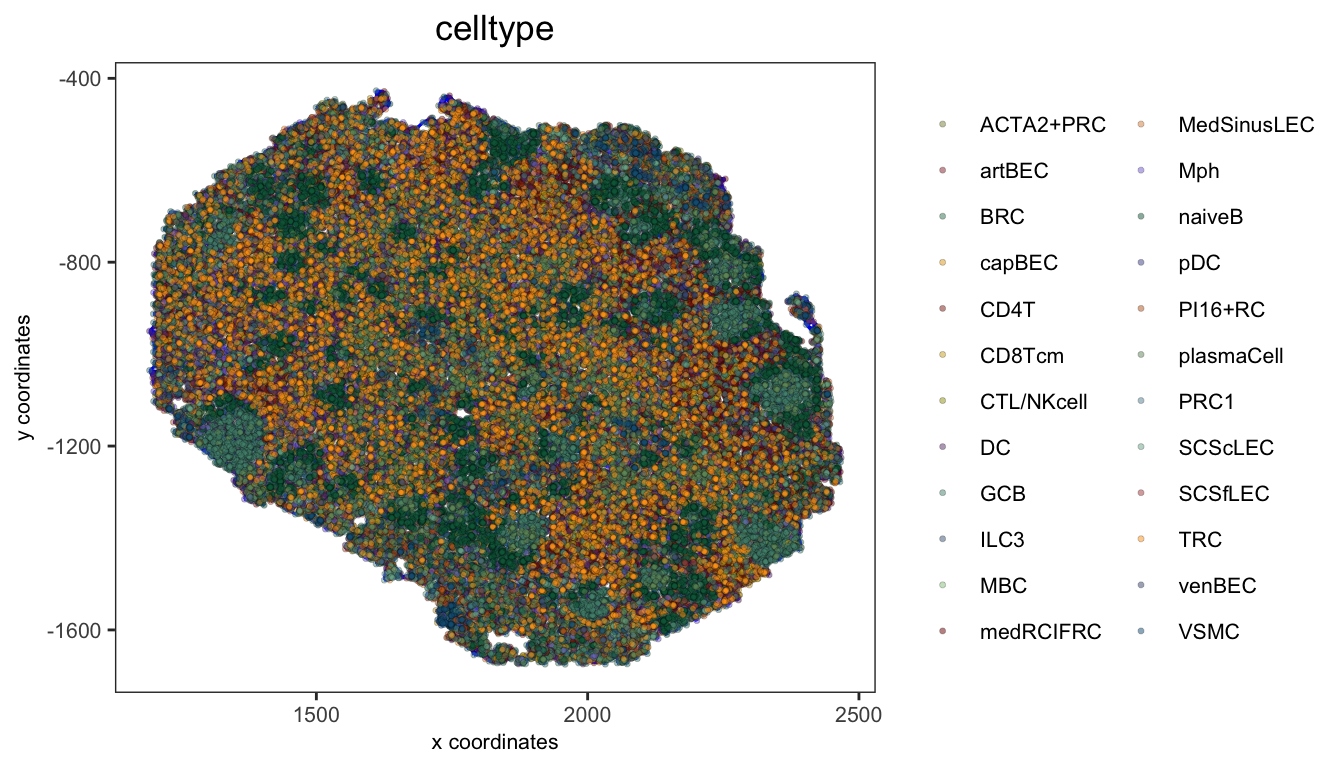 celltype
-400
-800
-1200
-1600
y coordinates
1500
2000
2500
x coordinates
ACTA2+PRC
artBEC
BRC
capBEC
CD4T
CD8Tcm
CTL/NKcell
DC
GCB
ILC3
MBC
medRCIFRC
MedSinusLEC
Mph
naiveB
pDC
PI16+RC
plasmaCell
PRC1
SCScLEC
SCSfLEC
TRC
venBEC
VSMC